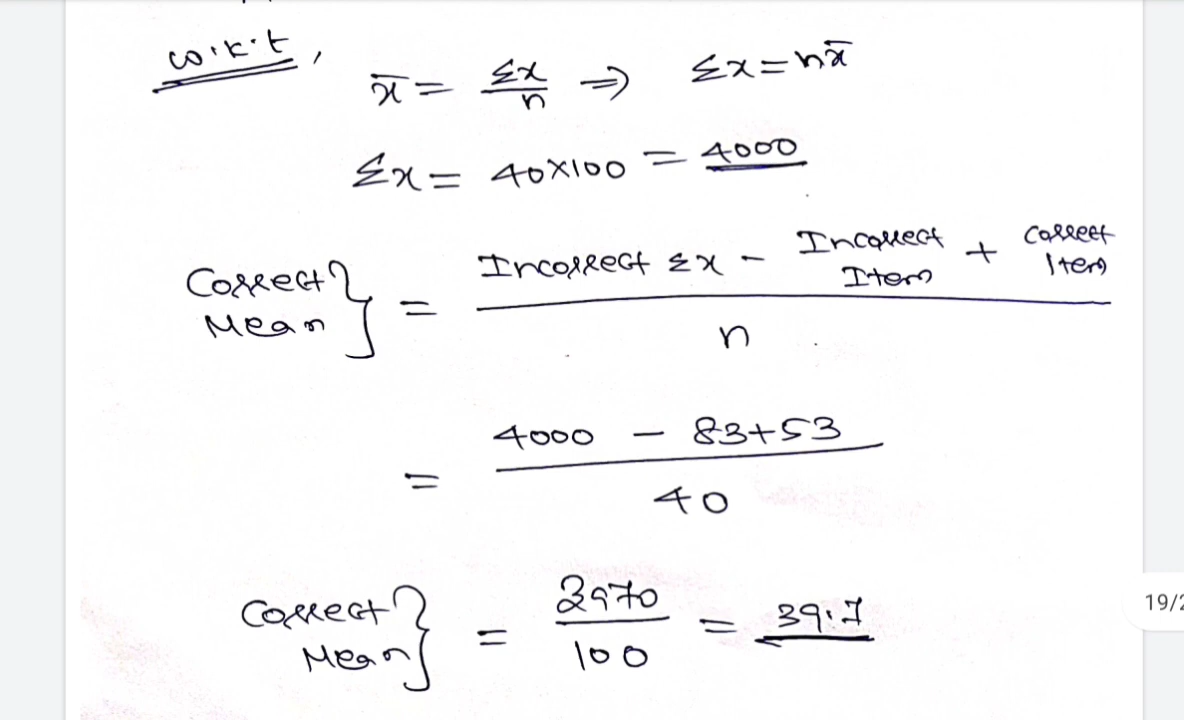 w.k.t,
x̄ = Σx/n ⇒ Σx = nx̄
Σx = 40×100 = 4000
Correct Mean } = Incorrect Σx - Incorrect Item + Correct Item / n
= 4000 - 83+53 / 40
Correct Mean } = 3970 / 100 = 39.7
19/2